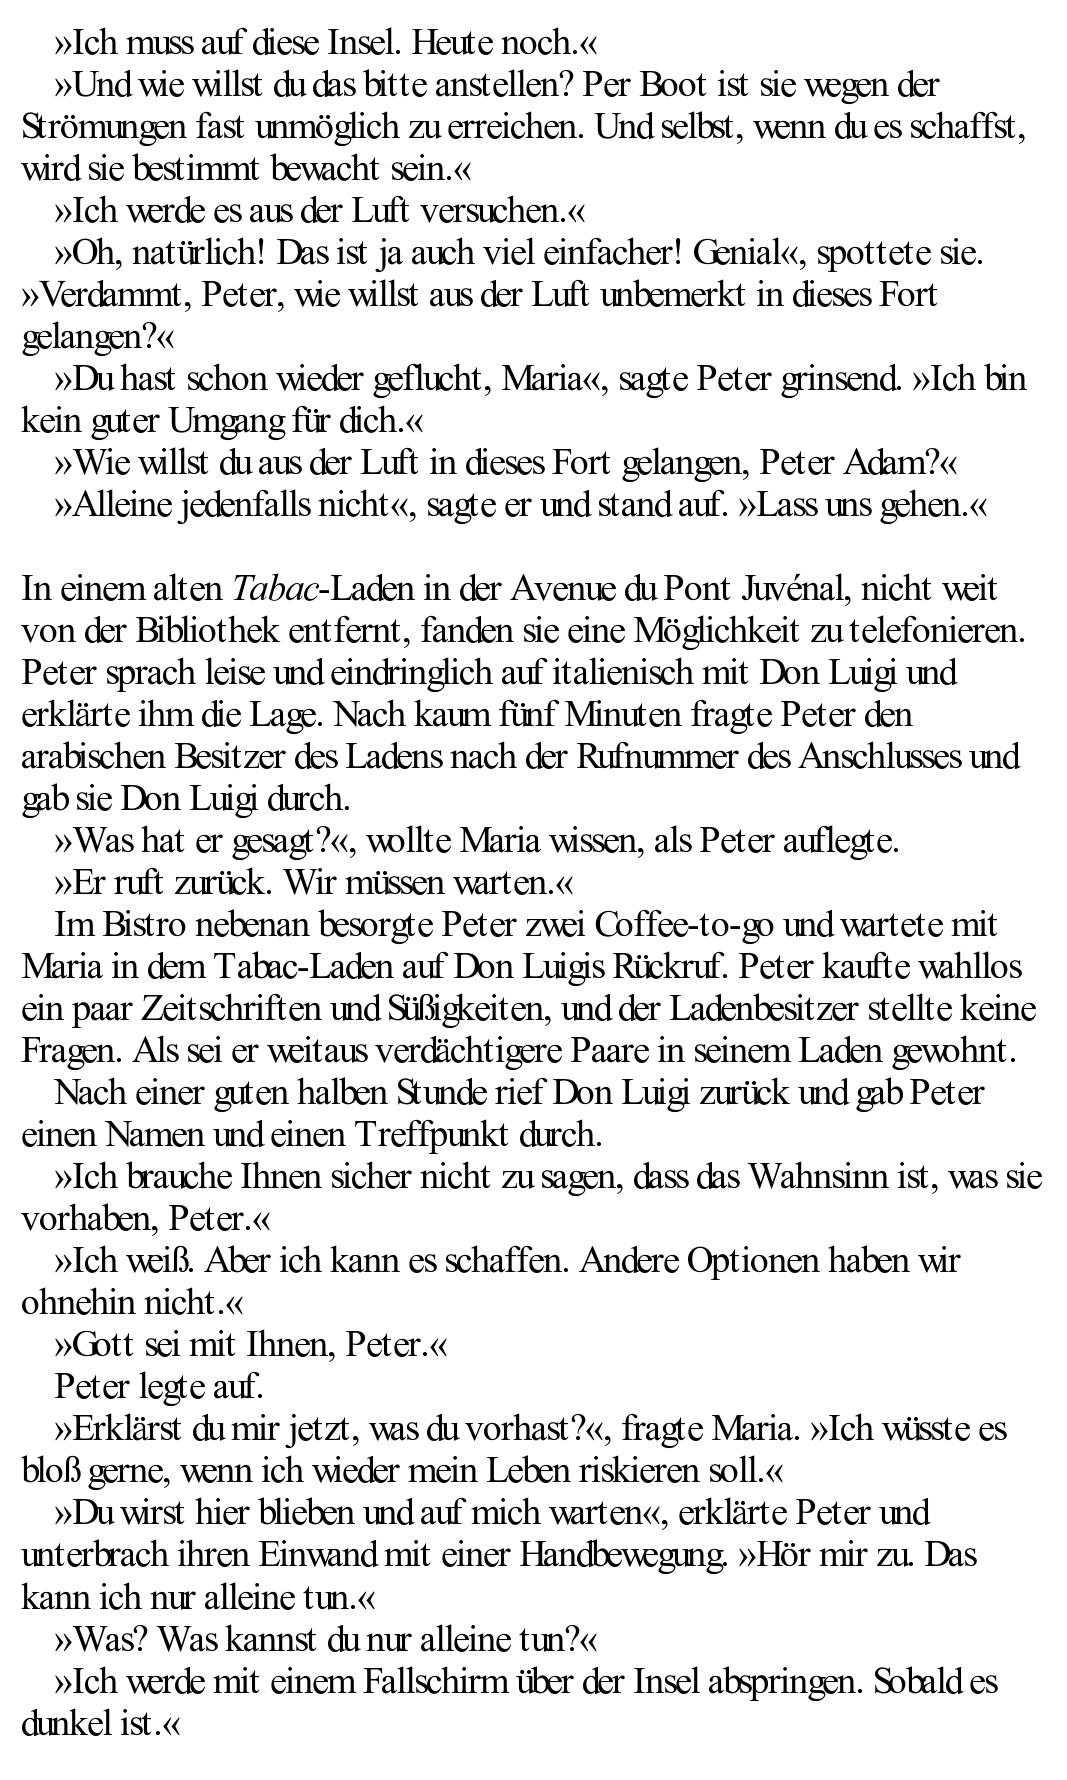 »Ich muss auf diese Insel. Heute noch.«
»Und wie willst du das bitte anstellen? Per Boot ist sie wegen der
Strömungen fast unmöglich zu erreichen. Und selbst, wenn du es schaffst,
wird sie bestimmt bewacht sein.«
»Ich werde es aus der Luft versuchen.«
»Oh, natürlich! Das ist ja auch viel einfacher! Genial«, spottete sie.
»Verdammt, Peter, wie willst aus der Luft unbemerkt in dieses Fort
gelangen?«
»Du hast schon wieder geflucht, Maria«, sagte Peter grinsend. »Ich bin
kein guter Umgang für dich.«
»Wie willst du aus der Luft in dieses Fort gelangen, Peter Adam?«
»Alleine jedenfalls nicht«, sagte er und stand auf. »Lass uns gehen.«
In einem alten Tabac-Laden in der Avenue du Pont Juvénal, nicht weit
von der Bibliothek entfernt, fanden sie eine Möglichkeit zu telefonieren.
Peter sprach leise und eindringlich auf italienisch mit Don Luigi und
erklärte ihm die Lage. Nach kaum fünf Minuten fragte Peter den
arabischen Besitzer des Ladens nach der Rufnummer des Anschlusses und
gab sie Don Luigi durch.
»Was hat er gesagt?«, wollte Maria wissen, als Peter auflegte.
»Er ruft zurück. Wir müssen warten.«
Im Bistro nebenan besorgte Peter zwei Coffee-to-go und wartete mit
Maria in dem Tabac-Laden auf Don Luigis Rückruf. Peter kaufte wahllos
ein paar Zeitschriften und Süßigkeiten, und der Ladenbesitzer stellte keine
Fragen. Als sei er weitaus verdächtigere Paare in seinem Laden gewohnt.
Nach einer guten halben Stunde rief Don Luigi zurück und gab Peter
einen Namen und einen Treffpunkt durch.
»Ich brauche Ihnen sicher nicht zu sagen, dass das Wahnsinn ist, was sie
vorhaben, Peter.«
»Ich weiß. Aber ich kann es schaffen. Andere Optionen haben wir
ohnehin nicht.«
»Gott sei mit Ihnen, Peter.«
Peter legte auf.
»Erklärst du mir jetzt, was du vorhast?«, fragte Maria. »Ich wüsste es
bloß gerne, wenn ich wieder mein Leben riskieren soll.«
»Du wirst hier blieben und auf mich warten«, erklärte Peter und
unterbrach ihren Einwand mit einer Handbewegung. »Hör mir zu. Das
kann ich nur alleine tun.«
»Was? Was kannst du nur alleine tun?«
»Ich werde mit einem Fallschirm über der Insel abspringen. Sobald es
dunkel ist.«